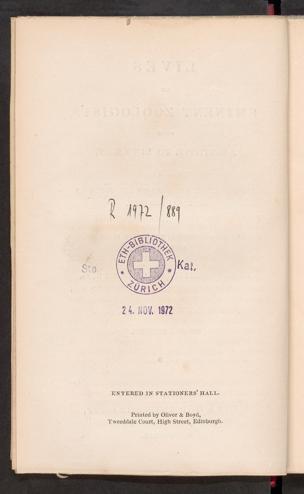 R 1972/889
ETH-BIBLIOTHEK
ZÜRICH
Sto Kat.
24. NOV. 1972
ENTERED IN STATIONERS' HALL.
Printed by Oliver & Boyd,
Tweeddale Court, High Street, Edinburgh.